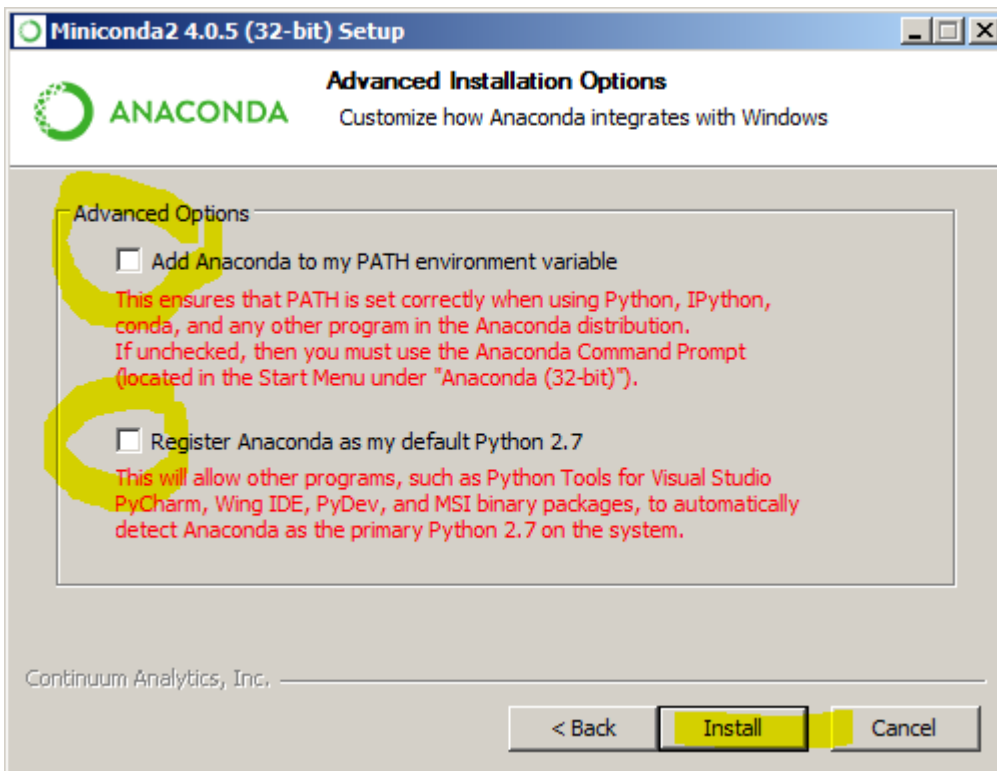 Miniconda2 4.0.5 (32-bit) Setup
ANACONDA
Advanced Installation Options
Customize how Anaconda integrates with Windows
Advanced Options
Add Anaconda to my PATH environment variable
This ensures that PATH is set correctly when using Python, IPython,
conda, and any other program in the Anaconda distribution.
If unchecked, then you must use the Anaconda Command Prompt
(located in the Start Menu under "Anaconda (32-bit)").
Register Anaconda as my default Python 2.7
This will allow other programs, such as Python Tools for Visual Studio
PyCharm, Wing IDE, PyDev, and MSI binary packages, to automatically
detect Anaconda as the primary Python 2.7 on the system.
Continuum Analytics, Inc.
< Back Install Cancel